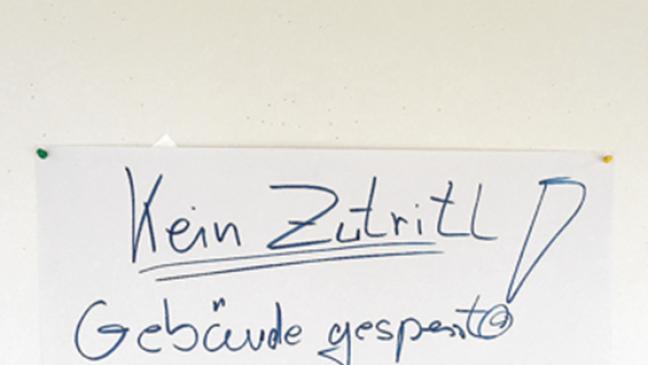 Kein Zutritt!
Gebäude gesperrt